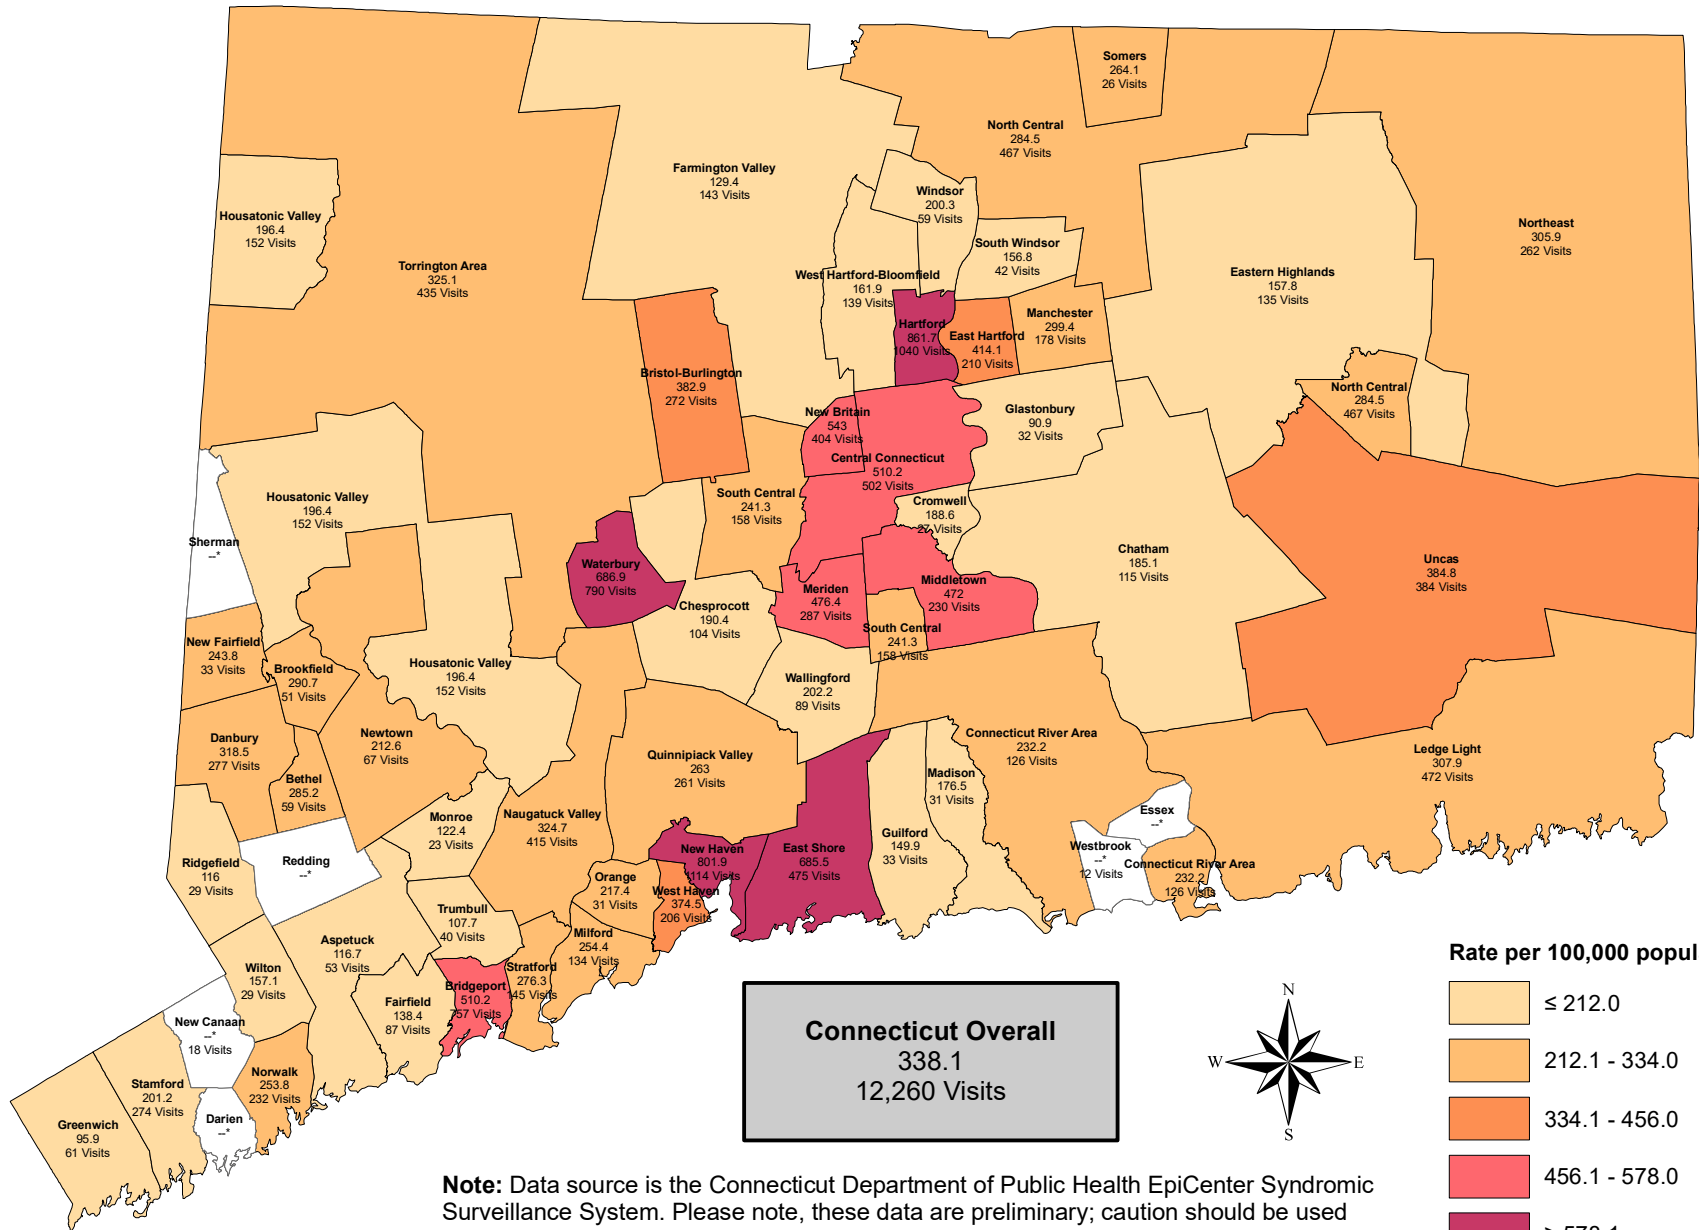 Somers
264.1
26 Visits
North Central
284.5
467 Visits
Farmington Valley
129.4
143 Visits
Windsor
200.3
59 Visits
Housatonic Valley
196.4
152 Visits
Northeast
305.9
262 Visits
South Windsor
156.8
42 Visits
Torrington Area
325.1
435 Visits
West Hartford-Bloomfield
161.9
139 Visits
Eastern Highlands
157.8
135 Visits
Hartford
861.7
1040 Visits
East Hartford
414.1
210 Visits
Manchester
299.4
178 Visits
Bristol-Burlington
382.9
272 Visits
North Central
284.5
467 Visits
New Britain
543
404 Visits
Glastonbury
90.9
32 Visits
Central Connecticut
510.2
502 Visits
Housatonic Valley
196.4
152 Visits
South Central
241.3
158 Visits
Cromwell
188.6
27 Visits
Sherman
--*
Chatham
185.1
115 Visits
Uncas
384.8
384 Visits
Waterbury
686.9
790 Visits
Meriden
476.4
287 Visits
Middletown
472
230 Visits
Chesprocott
190.4
104 Visits
South Central
241.3
158 Visits
New Fairfield
243.8
33 Visits
Brookfield
290.7
51 Visits
Housatonic Valley
196.4
152 Visits
Wallingford
202.2
89 Visits
Danbury
318.5
277 Visits
Newtown
212.6
67 Visits
Quinnipiack Valley
263
261 Visits
Connecticut River Area
232.2
126 Visits
Ledge Light
307.9
472 Visits
Bethel
285.2
59 Visits
Madison
176.5
31 Visits
Monroe
122.4
23 Visits
Naugatuck Valley
324.7
415 Visits
Essex
--*
Guilford
149.9
33 Visits
New Haven
801.9
1114 Visits
East Shore
685.5
475 Visits
Westbrook
--*
12 Visits
Ridgefield
116
29 Visits
Redding
--*
Connecticut River Area
232.2
126 Visits
Orange
217.4
31 Visits
West Haven
374.5
206 Visits
Trumbull
107.7
40 Visits
Milford
254.4
134 Visits
Aspetuck
116.7
53 Visits
Wilton
157.1
29 Visits
Stratford
276.3
145 Visits
Bridgeport
510.2
757 Visits
Fairfield
138.4
87 Visits
New Canaan
--*
18 Visits
Norwalk
253.8
232 Visits
Stamford
201.2
274 Visits
Darien
--*
Greenwich
95.9
61 Visits
Connecticut Overall
338.1
12,260 Visits
N
W
E
S
Rate per 100,000 popul
≤ 212.0
212.1 - 334.0
334.1 - 456.0
456.1 - 578.0
Note: Data source is the Connecticut Department of Public Health EpiCenter Syndromic
Surveillance System. Please note, these data are preliminary; caution should be used